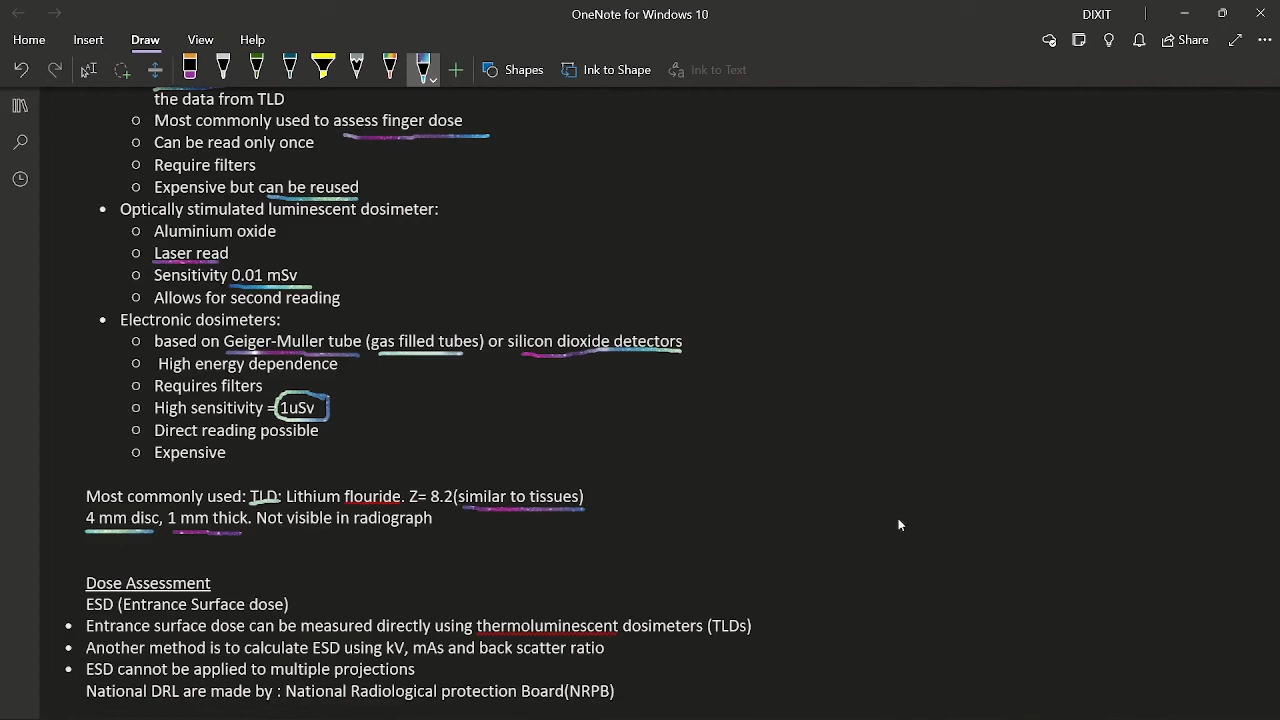 OneNote for Windows 10
DIXIT
Home Insert Draw View Help
Share
Shapes Ink to Shape Ink to Text
the data from TLD
o Most commonly used to assess finger dose
o Can be read only once
o Require filters
o Expensive but can be reused
• Optically stimulated luminescent dosimeter:
o Aluminium oxide
o Laser read
o Sensitivity 0.01 mSv
o Allows for second reading
• Electronic dosimeters:
o based on Geiger-Muller tube (gas filled tubes) or silicon dioxide detectors
o High energy dependence
o Requires filters
o High sensitivity = 1uSv
o Direct reading possible
o Expensive
Most commonly used: TLD: Lithium flouride. Z= 8.2(similar to tissues)
4 mm disc, 1 mm thick. Not visible in radiograph
Dose Assessment
ESD (Entrance Surface dose)
• Entrance surface dose can be measured directly using thermoluminescent dosimeters (TLDs)
• Another method is to calculate ESD using kV, mAs and back scatter ratio
• ESD cannot be applied to multiple projections
National DRL are made by : National Radiological protection Board(NRPB)